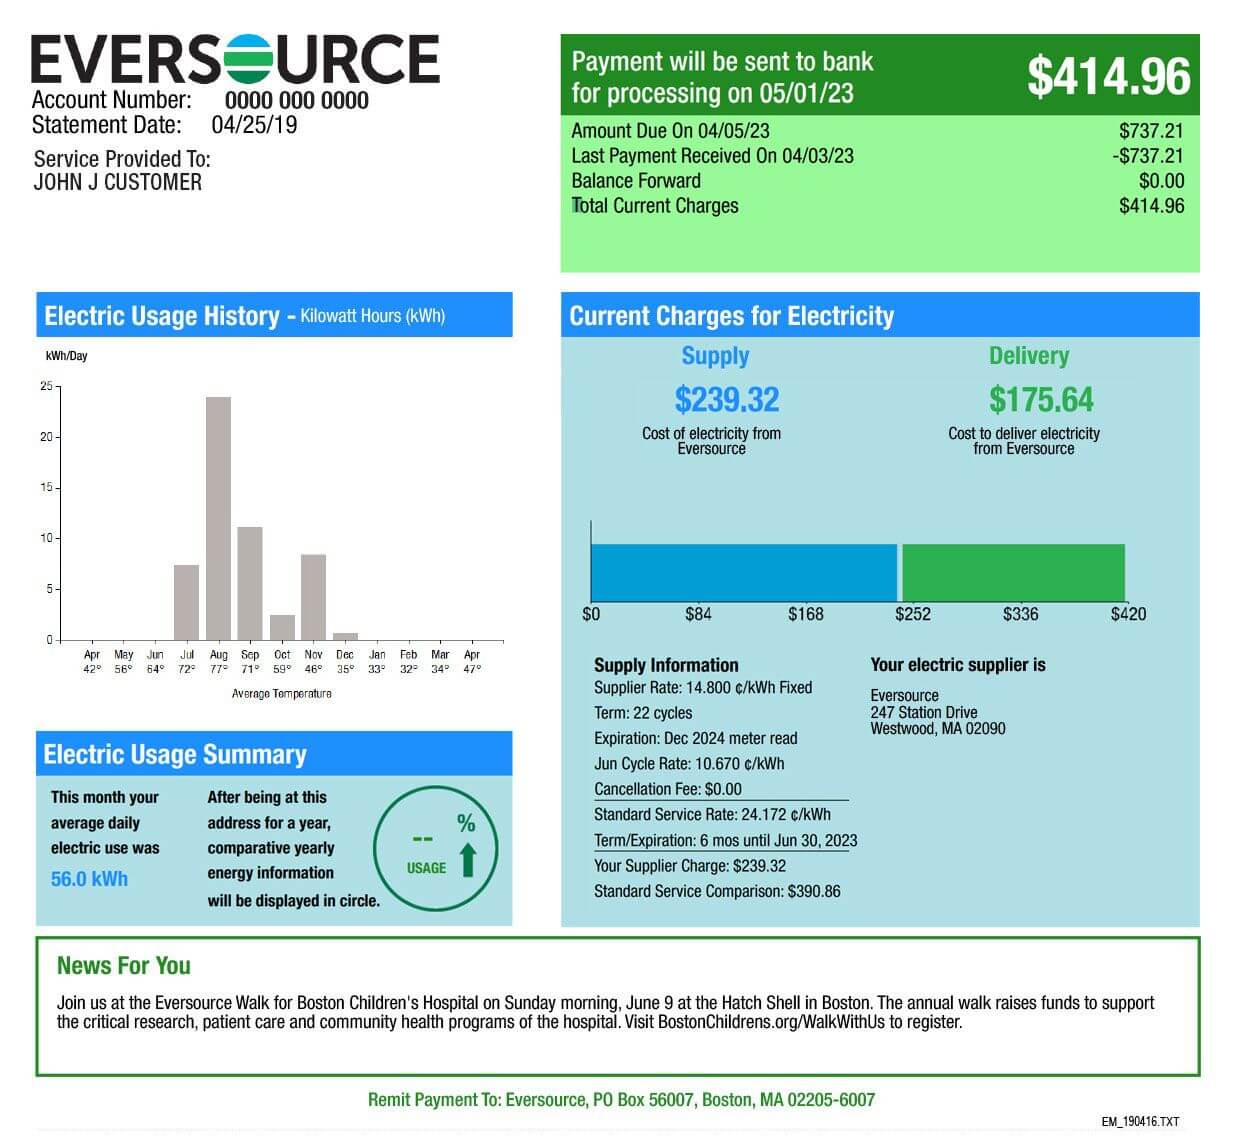 EVERSOURCE
Account Number: 0000 000 0000
Statement Date: 04/25/19
Service Provided To:
JOHN J CUSTOMER
Payment will be sent to bank
for processing on 05/01/23
$414.96
Amount Due On 04/05/23 $737.21
Last Payment Received On 04/03/23 -$737.21
Balance Forward $0.00
Total Current Charges $414.96
Electric Usage History - Kilowatt Hours (kWh)
kWh/Day
25
20
15
10
5
0
Apr May Jun Jul Aug Sep Oct Nov Dec Jan Feb Mar Apr
42° 56° 64° 72° 77° 71° 59° 46° 35° 33° 32° 34° 47°
Average Temperature
Electric Usage Summary
This month your
average daily
electric use was
56.0 kWh
After being at this
address for a year,
comparative yearly
energy information
will be displayed in circle.
-- %
USAGE
Current Charges for Electricity
Supply
$239.32
Cost of electricity from
Eversource
Delivery
$175.64
Cost to deliver electricity
from Eversource
$0 $84 $168 $252 $336 $420
Supply Information
Supplier Rate: 14.800 ¢/kWh Fixed
Term: 22 cycles
Expiration: Dec 2024 meter read
Jun Cycle Rate: 10.670 ¢/kWh
Cancellation Fee: $0.00
Standard Service Rate: 24.172 ¢/kWh
Term/Expiration: 6 mos until Jun 30, 2023
Your Supplier Charge: $239.32
Standard Service Comparison: $390.86
Your electric supplier is
Eversource
247 Station Drive
Westwood, MA 02090
News For You
Join us at the Eversource Walk for Boston Children's Hospital on Sunday morning, June 9 at the Hatch Shell in Boston. The annual walk raises funds to support
the critical research, patient care and community health programs of the hospital. Visit BostonChildrens.org/WalkWithUs to register.
Remit Payment To: Eversource, PO Box 56007, Boston, MA 02205-6007
EM_190416.TXT